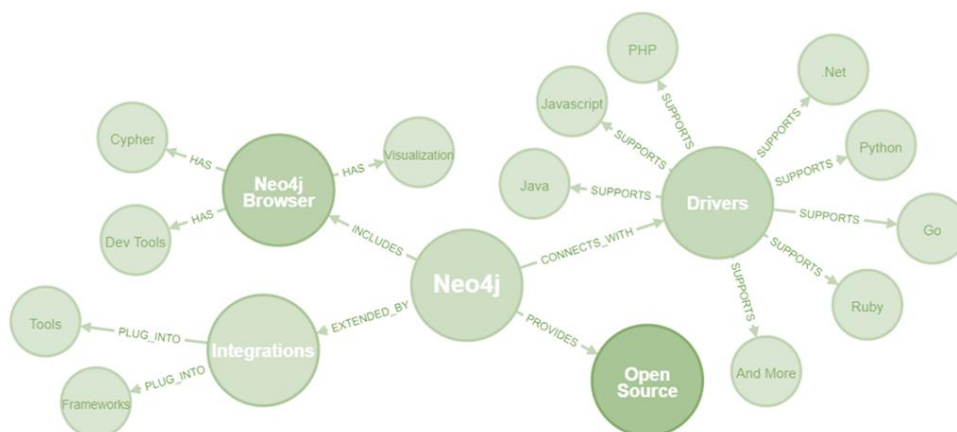 PHP
.Net
Javascript
SUPPORTS
SUPPORTS
SUPPORTS
Cypher
HAS
Neo4j
Browser
HAS
Visualization
Python
SUPPORTS
Java
SUPPORTS
Drivers
SUPPORTS
Go
Dev Tools
HAS
INCLUDES
CONNECTS_WITH
SUPPORTS
SUPPORTS
Neo4j
Ruby
Tools
PLUG_INTO
EXTENDED_BY
PROVIDES
Integrations
PLUG_INTO
Frameworks
Open
Source
And More